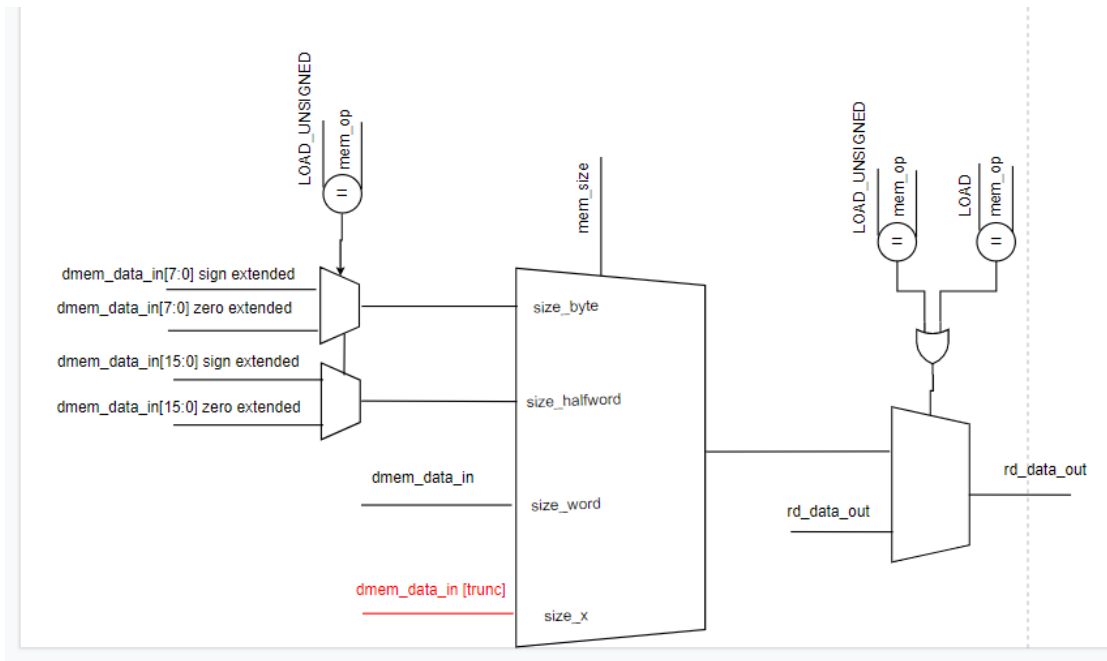 LOAD_UNSIGNED
mem_op
=
dmem_data_in[7:0] sign extended
dmem_data_in[7:0] zero extended
dmem_data_in[15:0] sign extended
dmem_data_in[15:0] zero extended
mem_size
size_byte
size_halfword
dmem_data_in
size_word
dmem_data_in [trunc]
size_x
LOAD_UNSIGNED
mem_op
=
LOAD
mem_op
=
rd_data_out
rd_data_out